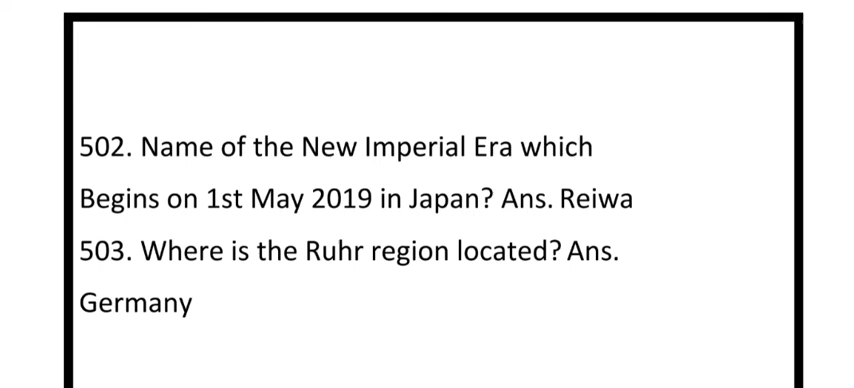 502. Name of the New Imperial Era which
Begins on 1st May 2019 in Japan? Ans. Reiwa
503. Where is the Ruhr region located? Ans.
Germany